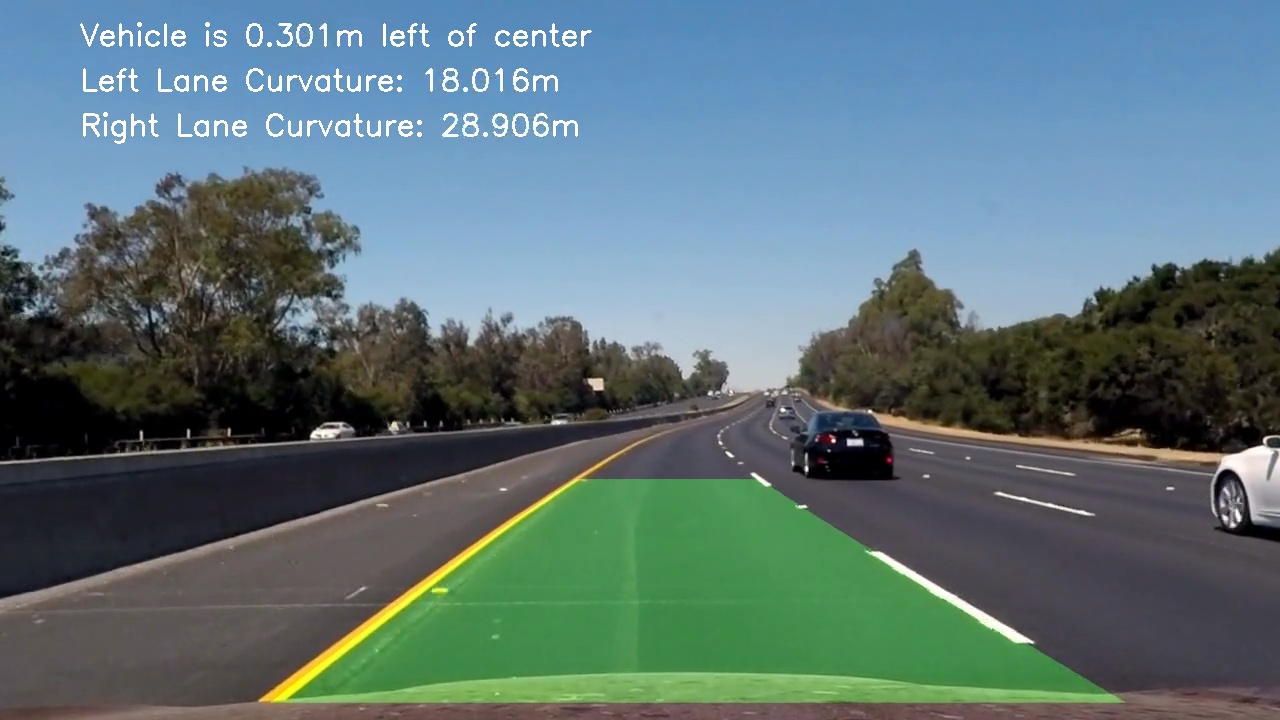 Vehicle is 0.301m left of center
Left Lane Curvature: 18.016m
Right Lane Curvature: 28.906m